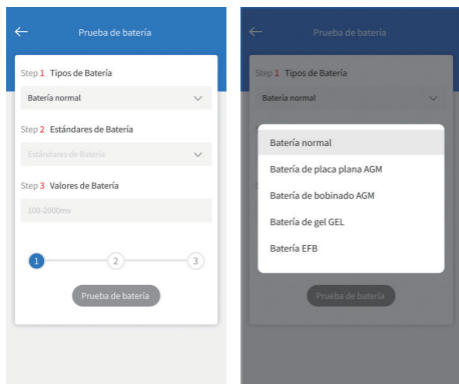 Prueba de batería
Step 1 Tipos de Batería
Batería normal
Step 2 Estándares de Batería
Estándares de Batería
Step 3 Valores de Batería
100-2000mv
1 2 3
Prueba de batería
Prueba de batería
Step 1 Tipos de Batería
Batería normal
Batería normal
Batería de placa plana AGM
Batería de bobinado AGM
Batería de gel GEL
Batería EFB
Prueba de batería